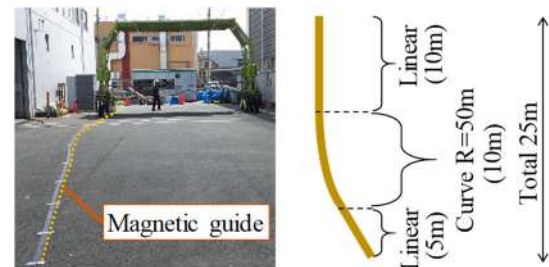 Magnetic guide
Linear
(10m)
Curve R=50m
(10m)
Linear
(5m)
Total 25m